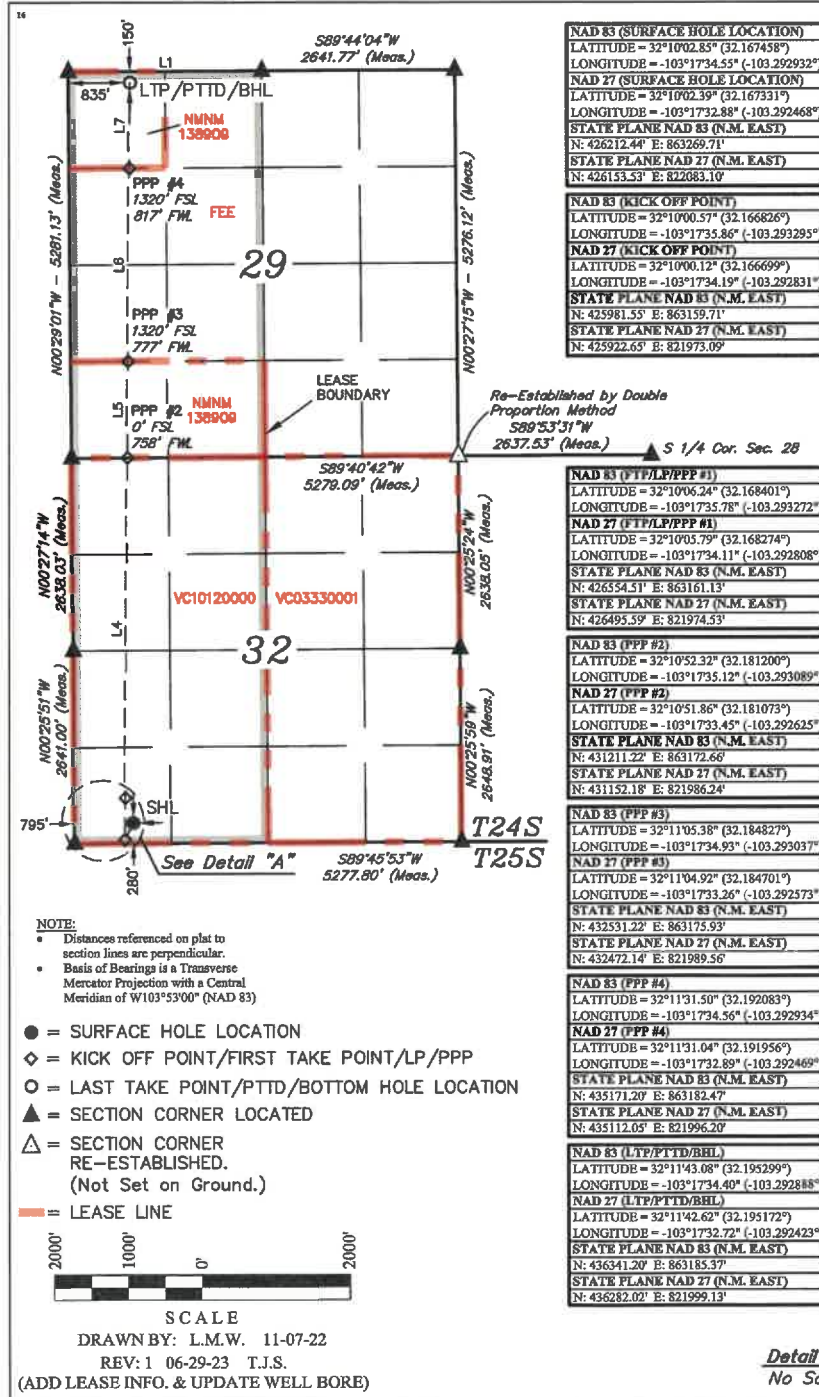 16
150'
S89°44'04"W
2641.77' (Meas.)
L1
835'
LTP/PTTD/BHL
L7
NMNM
138909
PPP #4
1320' FSL
817' FWL
FEE
N00°29'01"W - 5281.13' (Meas.)
N00°27'15"W - 5276.12' (Meas.)
29
L6
PPP #3
1320' FSL
777' FWL
LEASE
BOUNDARY
NMNM
138909
L5
PPP #2
0' FSL
758' FWL
Re-Established by Double
Proportion Method
S89°53'31"W
2637.53' (Meas.)
S 1/4 Cor. Sec. 28
S89°40'42"W
5279.09' (Meas.)
N00°27'14"W
2638.03' (Meas.)
N00°25'24"W
2638.05' (Meas.)
VC10120000
VC03330001
L4
32
N00°25'51"W
2641.00' (Meas.)
N00°25'59"W
2648.91' (Meas.)
795'
SHL
280'
See Detail "A"
S89°45'53"W
5277.80' (Meas.)
T24S
T25S
NOTE:
• Distances referenced on plat to
section lines are perpendicular.
• Basis of Bearings is a Transverse
Mercator Projection with a Central
Meridian of W103°53'00" (NAD 83)
● = SURFACE HOLE LOCATION
◇ = KICK OFF POINT/FIRST TAKE POINT/LP/PPP
○ = LAST TAKE POINT/PTTD/BOTTOM HOLE LOCATION
▲ = SECTION CORNER LOCATED
△ = SECTION CORNER
RE-ESTABLISHED.
(Not Set on Ground.)
= LEASE LINE
2000'
1000'
0'
2000'
SCALE
DRAWN BY: L.M.W. 11-07-22
REV: 1 06-29-23 T.J.S.
(ADD LEASE INFO. & UPDATE WELL BORE)
NAD 83 (SURFACE HOLE LOCATION)
LATITUDE = 32°10'02.85" (32.167458°)
LONGITUDE = -103°17'34.55" (-103.292932°)
NAD 27 (SURFACE HOLE LOCATION)
LATITUDE = 32°10'02.39" (32.167331°)
LONGITUDE = -103°17'32.88" (-103.292468°)
STATE PLANE NAD 83 (N.M. EAST)
N: 426212.44' E: 863269.71'
STATE PLANE NAD 27 (N.M. EAST)
N: 426153.53' E: 822083.10'
NAD 83 (KICK OFF POINT)
LATITUDE = 32°10'00.57" (32.166826°)
LONGITUDE = -103°17'35.86" (-103.293295°)
NAD 27 (KICK OFF POINT)
LATITUDE = 32°10'00.12" (32.166699°)
LONGITUDE = -103°17'34.19" (-103.292831°)
STATE PLANE NAD 83 (N.M. EAST)
N: 425981.55' E: 863159.71'
STATE PLANE NAD 27 (N.M. EAST)
N: 425922.65' E: 821973.09'
NAD 83 (FTP/LP/PPP #1)
LATITUDE = 32°10'06.24" (32.168401°)
LONGITUDE = -103°17'35.78" (-103.293272°)
NAD 27 (FTP/LP/PPP #1)
LATITUDE = 32°10'05.79" (32.168274°)
LONGITUDE = -103°17'34.11" (-103.292808°)
STATE PLANE NAD 83 (N.M. EAST)
N: 426554.51' E: 863161.13'
STATE PLANE NAD 27 (N.M. EAST)
N: 426495.59' E: 821974.53'
NAD 83 (PPP #2)
LATITUDE = 32°10'52.32" (32.181200°)
LONGITUDE = -103°17'35.12" (-103.293089°)
NAD 27 (PPP #2)
LATITUDE = 32°10'51.86" (32.181073°)
LONGITUDE = -103°17'33.45" (-103.292625°)
STATE PLANE NAD 83 (N.M. EAST)
N: 431211.22' E: 863172.66'
STATE PLANE NAD 27 (N.M. EAST)
N: 431152.18' E: 821986.24'
NAD 83 (PPP #3)
LATITUDE = 32°11'05.38" (32.184827°)
LONGITUDE = -103°17'34.93" (-103.293037°)
NAD 27 (PPP #3)
LATITUDE = 32°11'04.92" (32.184701°)
LONGITUDE = -103°17'33.26" (-103.292573°)
STATE PLANE NAD 83 (N.M. EAST)
N: 432531.22' E: 863175.93'
STATE PLANE NAD 27 (N.M. EAST)
N: 432472.14' E: 821989.56'
NAD 83 (PPP #4)
LATITUDE = 32°11'31.50" (32.192083°)
LONGITUDE = -103°17'34.56" (-103.292934°)
NAD 27 (PPP #4)
LATITUDE = 32°11'31.04" (32.191956°)
LONGITUDE = -103°17'32.89" (-103.292469°)
STATE PLANE NAD 83 (N.M. EAST)
N: 435171.20' E: 863182.47'
STATE PLANE NAD 27 (N.M. EAST)
N: 435112.05' E: 821996.20'
NAD 83 (LTP/PTTD/BHL)
LATITUDE = 32°11'43.08" (32.195299°)
LONGITUDE = -103°17'34.40" (-103.292888°)
NAD 27 (LTP/PTTD/BHL)
LATITUDE = 32°11'42.62" (32.195172°)
LONGITUDE = -103°17'32.72" (-103.292423°)
STATE PLANE NAD 83 (N.M. EAST)
N: 436341.20' E: 863185.37'
STATE PLANE NAD 27 (N.M. EAST)
N: 436282.02' E: 821999.13'
Detail
No Sc